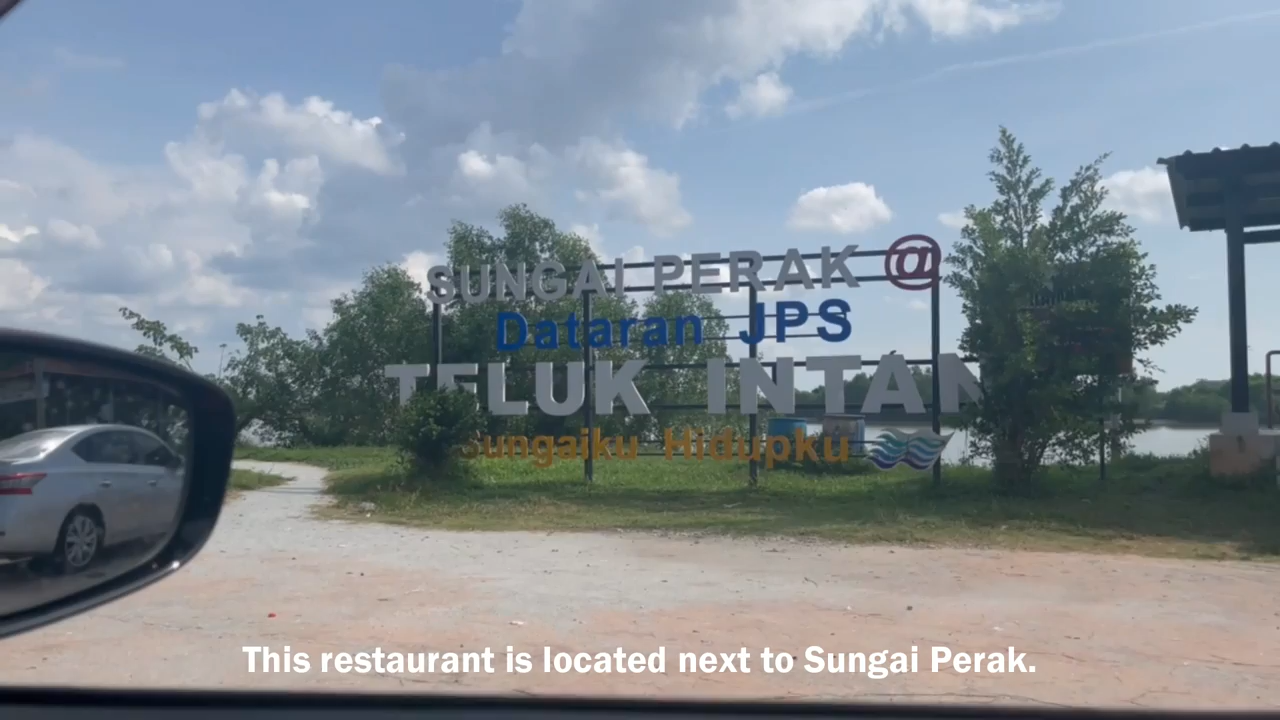 SUNGAI PERAK @
Dataran JPS
TELUK INTAN
Sungaiku Hidupku
This restaurant is located next to Sungai Perak.